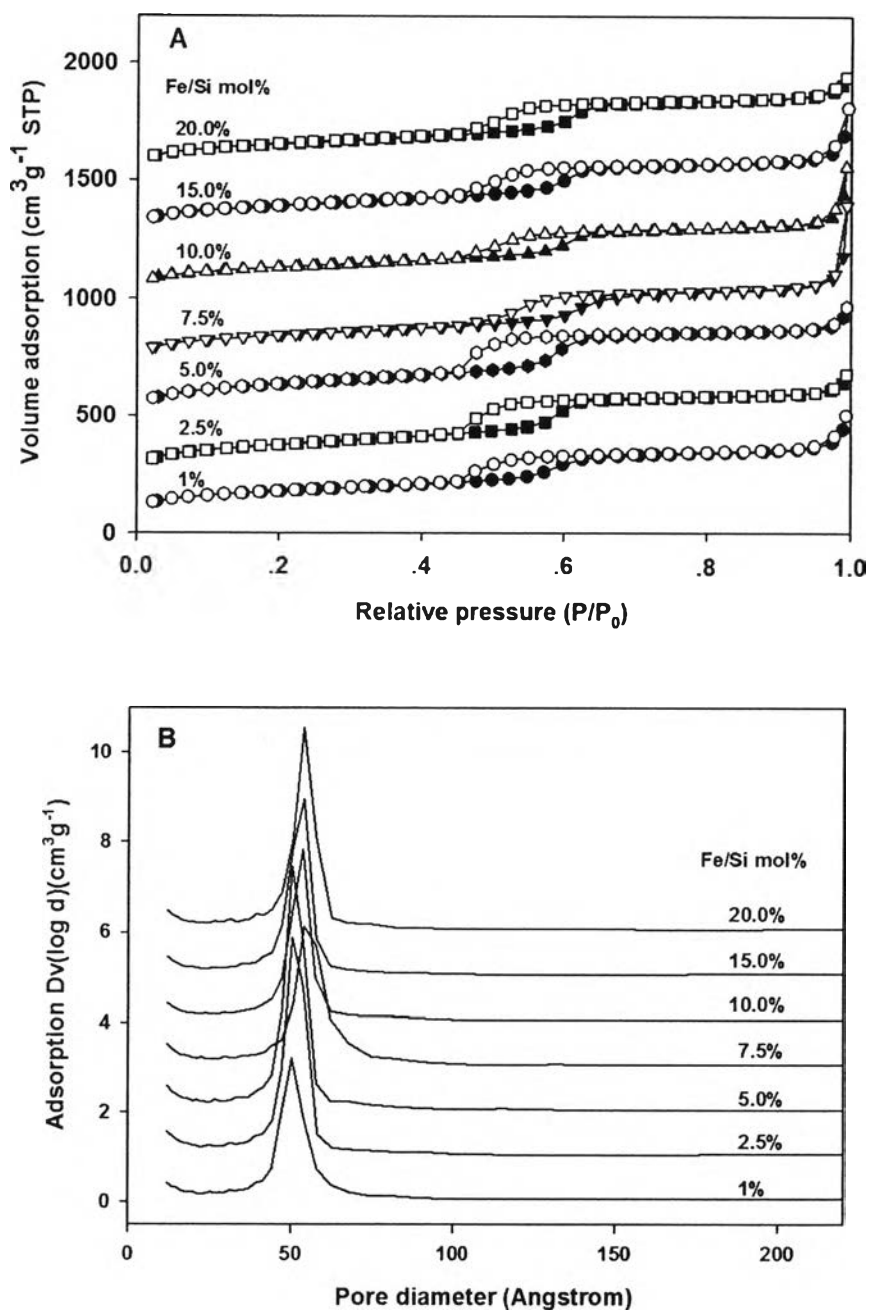 A
Fe/Si mol%
2000
1500
1000
500
0
20.0%
15.0%
10.0%
7.5%
5.0%
2.5%
1%
0.0 .2 .4 .6 .8 1.0
Volume adsorption (cm³g⁻¹ STP)
Relative pressure (P/P₀)
B
10
8
6
4
2
0
Fe/Si mol%
20.0%
15.0%
10.0%
7.5%
5.0%
2.5%
1%
0 50 100 150 200
Adsorption Dv(log d)(cm³g⁻¹)
Pore diameter (Angstrom)